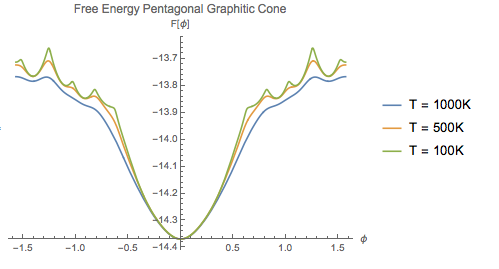 Free Energy Pentagonal Graphitic Cone
F[ϕ]
-13.7
-13.8
-13.9
-14.0
-14.1
-14.2
-14.3
-14.4
-1.5 -1.0 -0.5 0.5 1.0 1.5 ϕ
T = 1000K
T = 500K
T = 100K